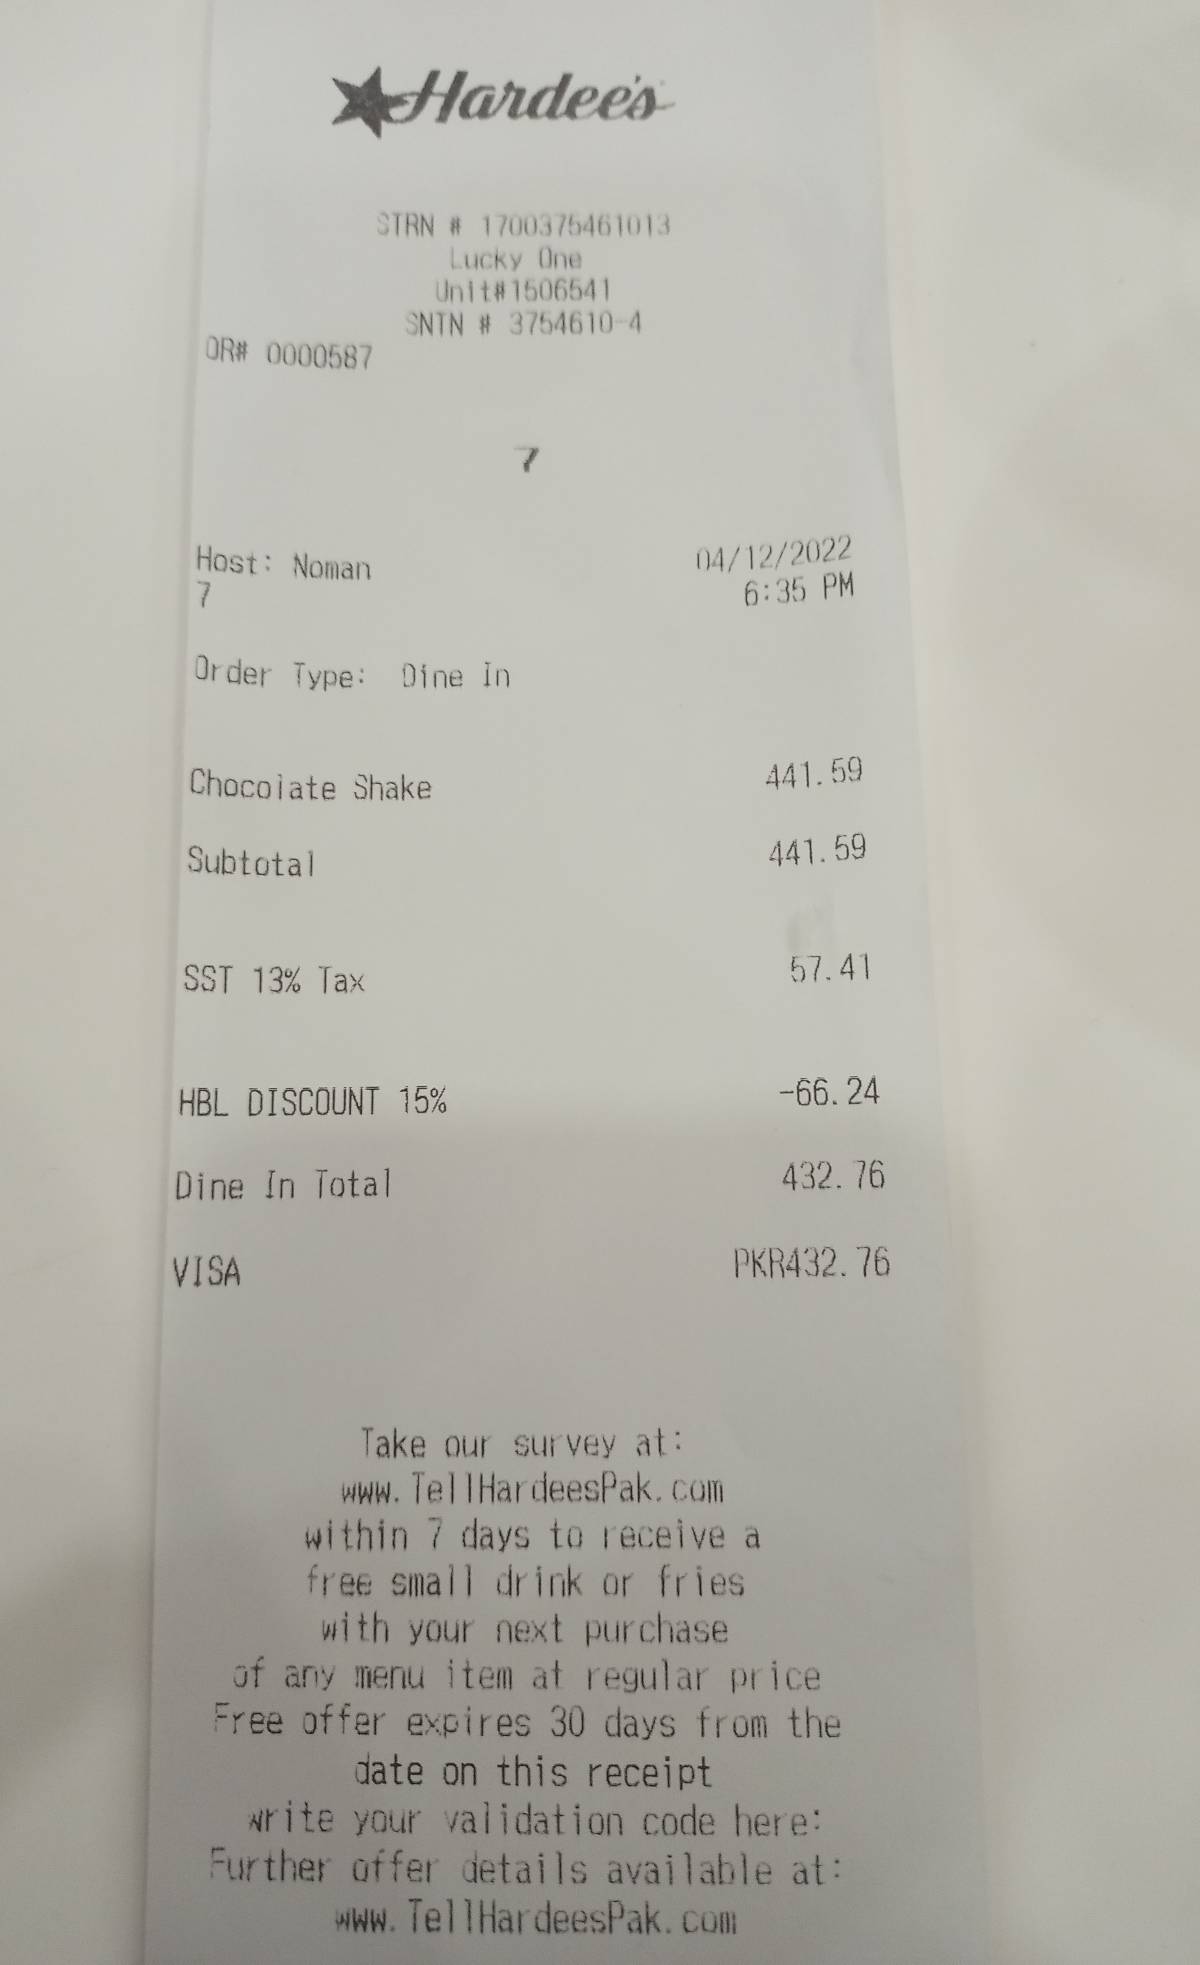 Hardee's
STRN # 1700375461013
Lucky One
Unit#1506541
SNTN # 3754610-4
OR# 0000587
7
Host: Noman 04/12/2022
7 6:35 PM
Order Type: Dine In
Chocolate Shake 441.59
Subtotal 441.59
SST 13% Tax 57.41
HBL DISCOUNT 15% -66.24
Dine In Total 432.76
VISA PKR432.76
Take our survey at:
www.TellHardeesPak.com
within 7 days to receive a
free small drink or fries
with your next purchase
of any menu item at regular price
Free offer expires 30 days from the
date on this receipt
write your validation code here:
Further offer details available at:
www.TellHardeesPak.com